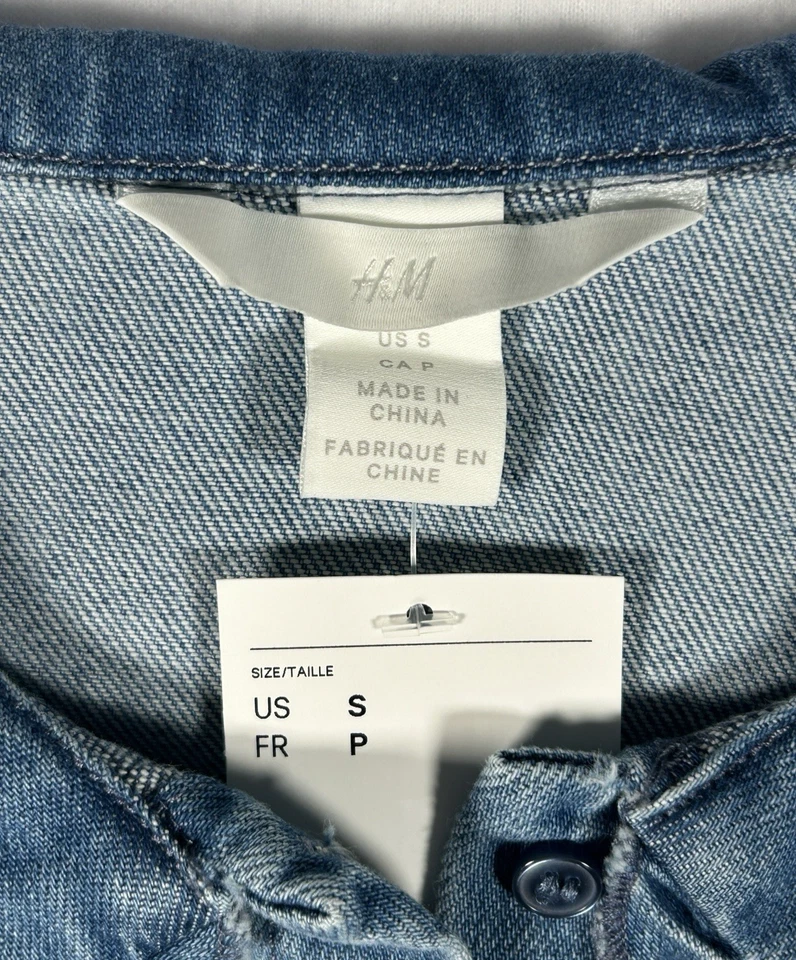 H&M
US S
CA P
MADE IN
CHINA
FABRIQUÉ EN
CHINE
SIZE/TAILLE
US S
FR P